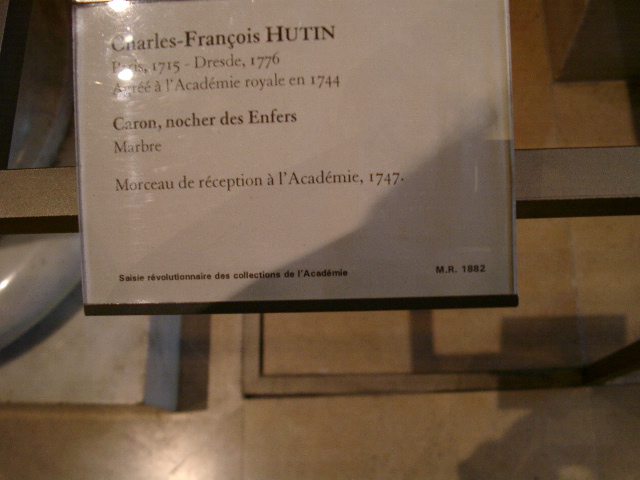 Charles-François HUTIN
Paris, 1715 - Dresde, 1776
Agréé à l'Académie royale en 1744
Caron, nocher des Enfers
Marbre
Morceau de réception à l'Académie, 1747.
Saisie révolutionnaire des collections de l'Académie
M.R. 1882